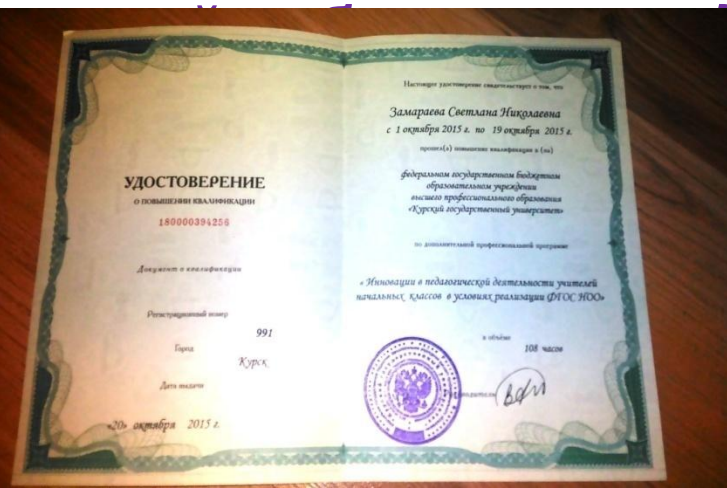 УДОСТОВЕРЕНИЕ
О ПОВЫШЕНИИ КВАЛИФИКАЦИИ
180000394256
Документ о квалификации
Регистрационный номер
991
Город
Курск
Дата выдачи
«20» октября 2015 г.
Настоящее удостоверение свидетельствует о том, что
Замараева Светлана Николаевна
с 1 октября 2015 г. по 19 октября 2015 г.
прошел(а) повышение квалификации в (на)
федеральном государственном бюджетном
образовательном учреждении
высшего профессионального образования
«Курский государственный университет»
по дополнительной профессиональной программе
«Инновации в педагогической деятельности учителей
начальных классов в условиях реализации ФГОС НОО»
в объёме
108 часов